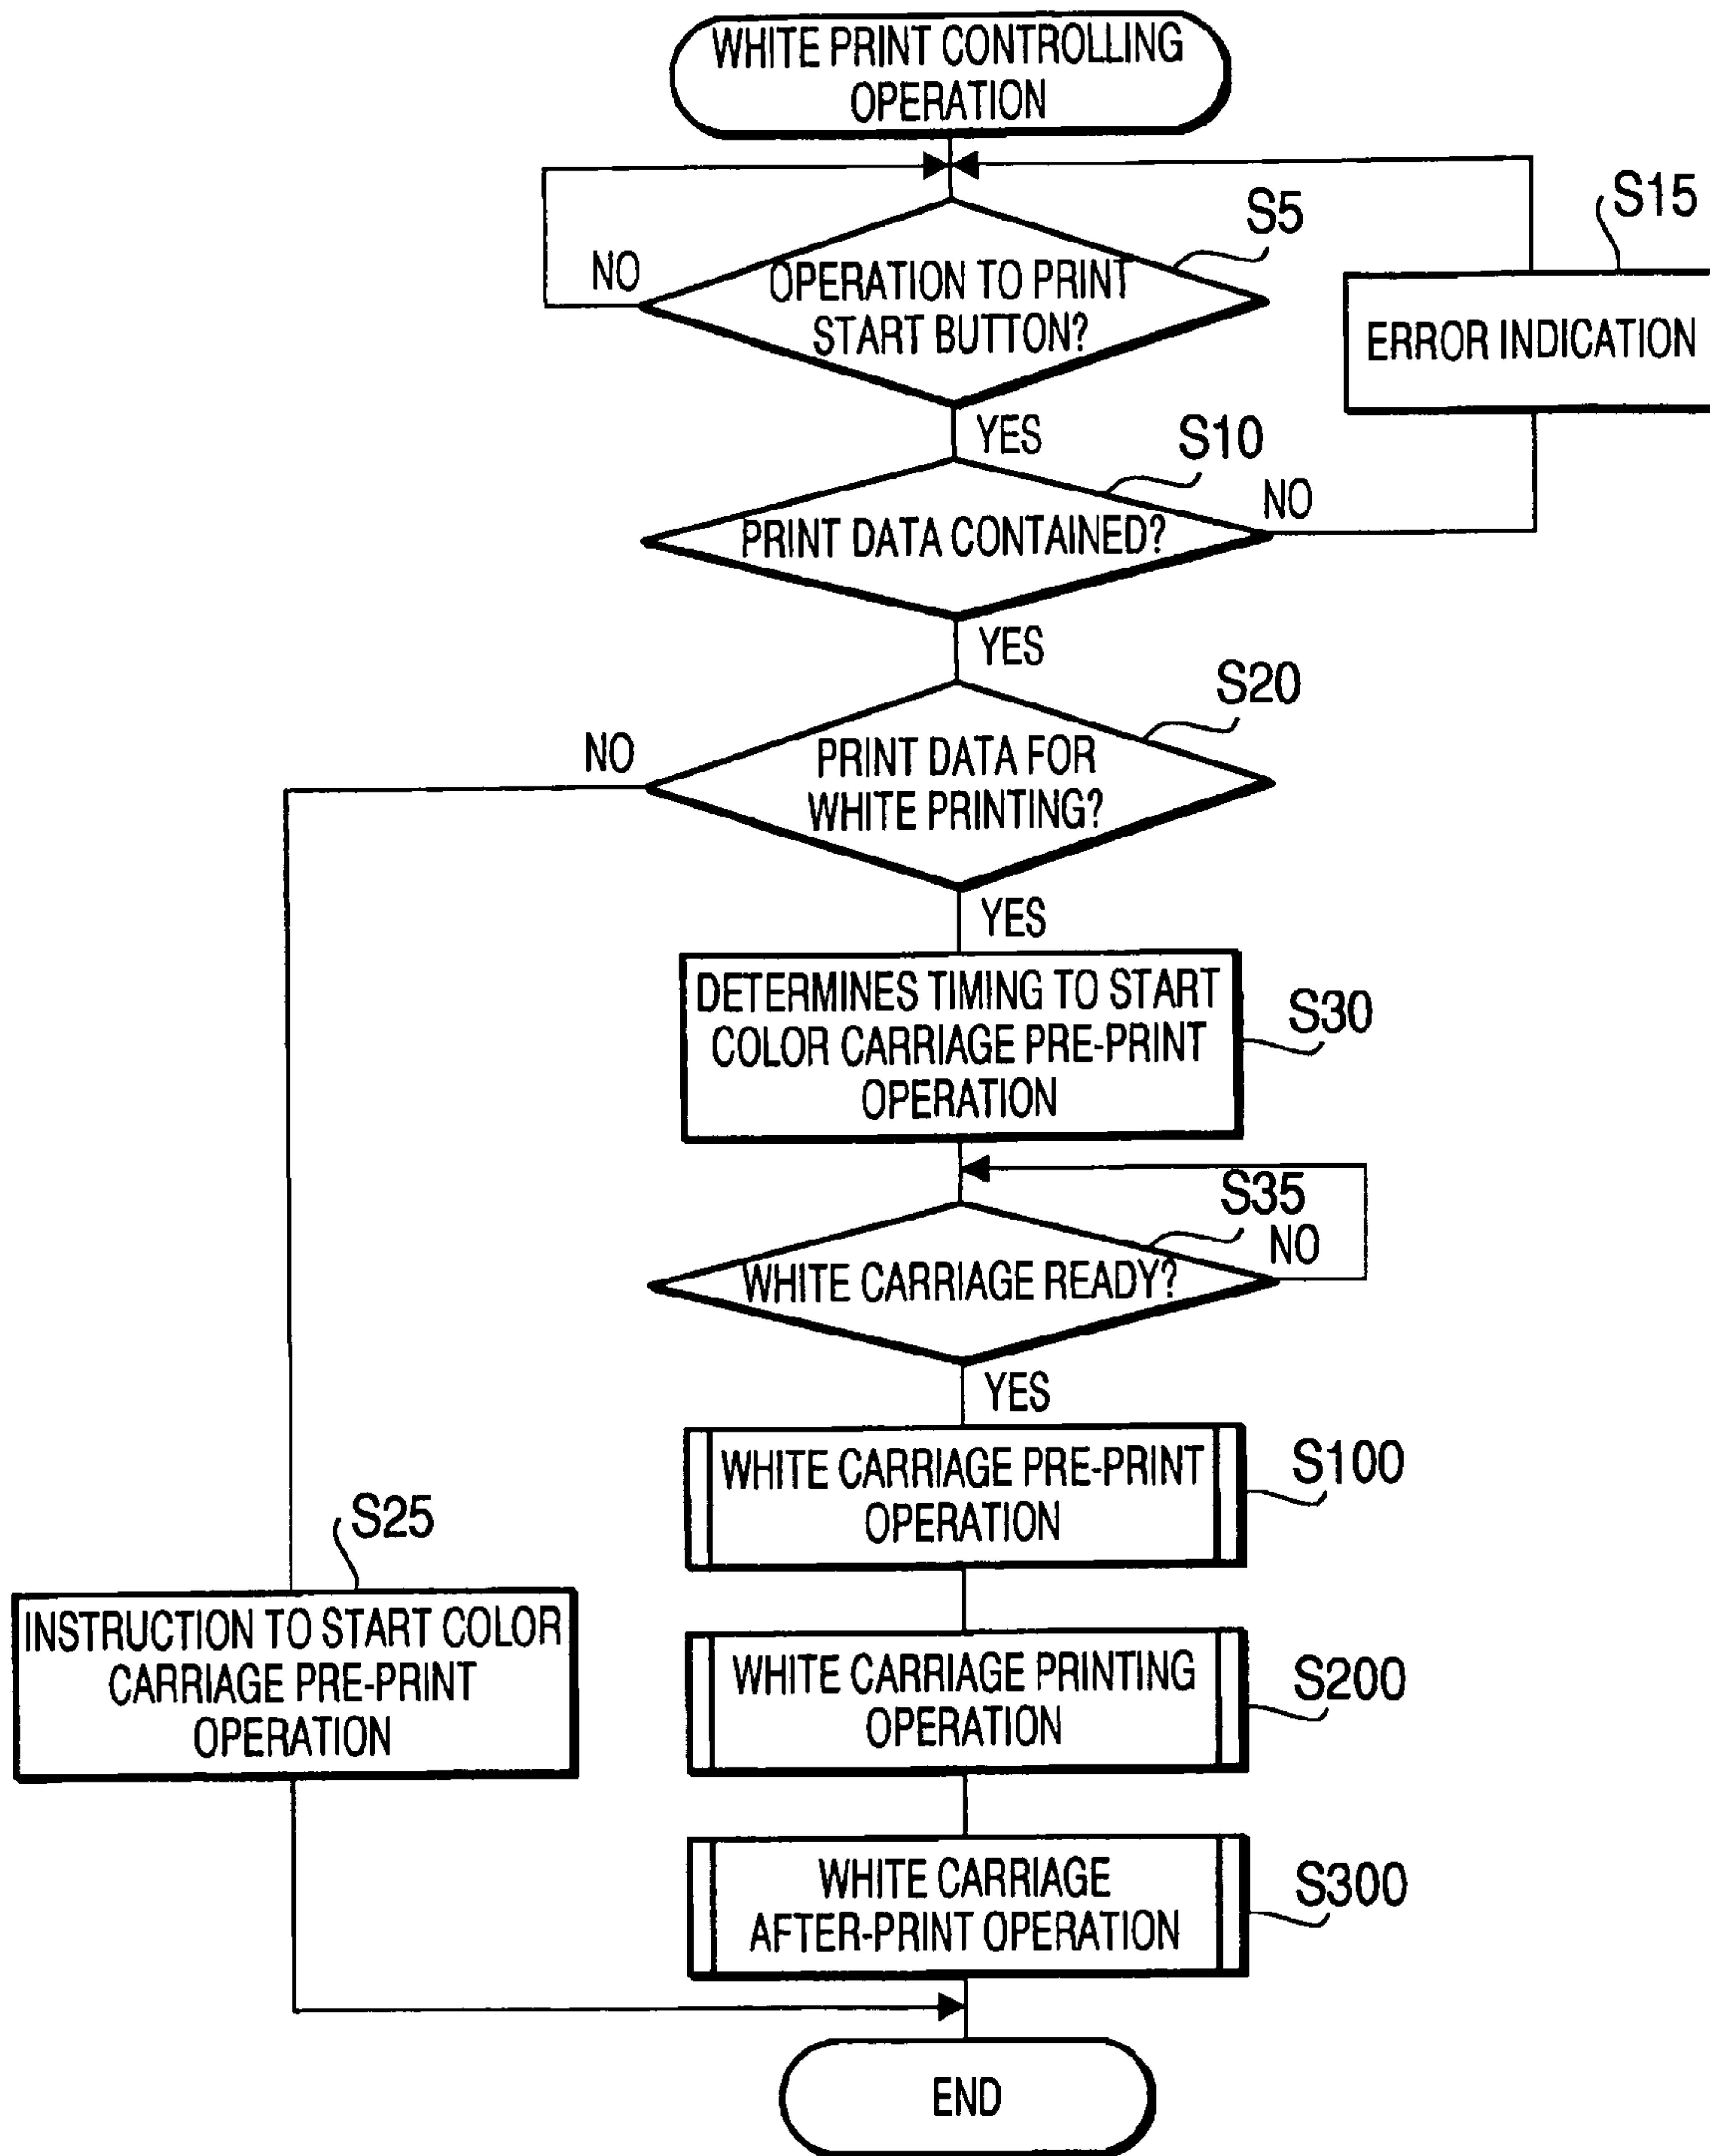 WHITE PRINT CONTROLLING
OPERATION
S5
S15
NO
OPERATION TO PRINT
START BUTTON?
ERROR INDICATION
YES
S10
NO
PRINT DATA CONTAINED?
YES
S20
NO
PRINT DATA FOR
WHITE PRINTING?
YES
DETERMINES TIMING TO START
COLOR CARRIAGE PRE-PRINT
OPERATION
S30
S35
NO
WHITE CARRIAGE READY?
YES
WHITE CARRIAGE PRE-PRINT
OPERATION
S100
S25
INSTRUCTION TO START COLOR
CARRIAGE PRE-PRINT
OPERATION
WHITE CARRIAGE PRINTING
OPERATION
S200
WHITE CARRIAGE
AFTER-PRINT OPERATION
S300
END